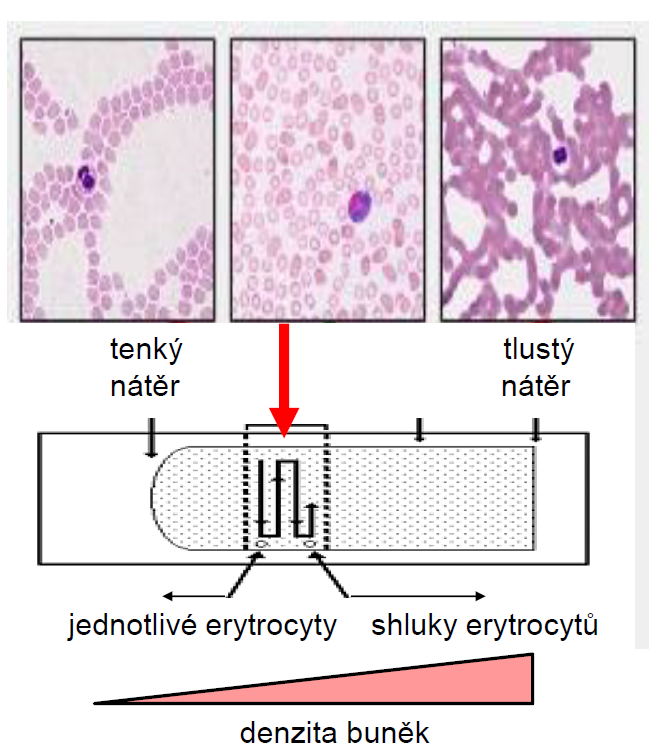 tenký
nátěr
tlustý
nátěr
jednotlivé erytrocyty
shluky erytrocytů
denzita buněk